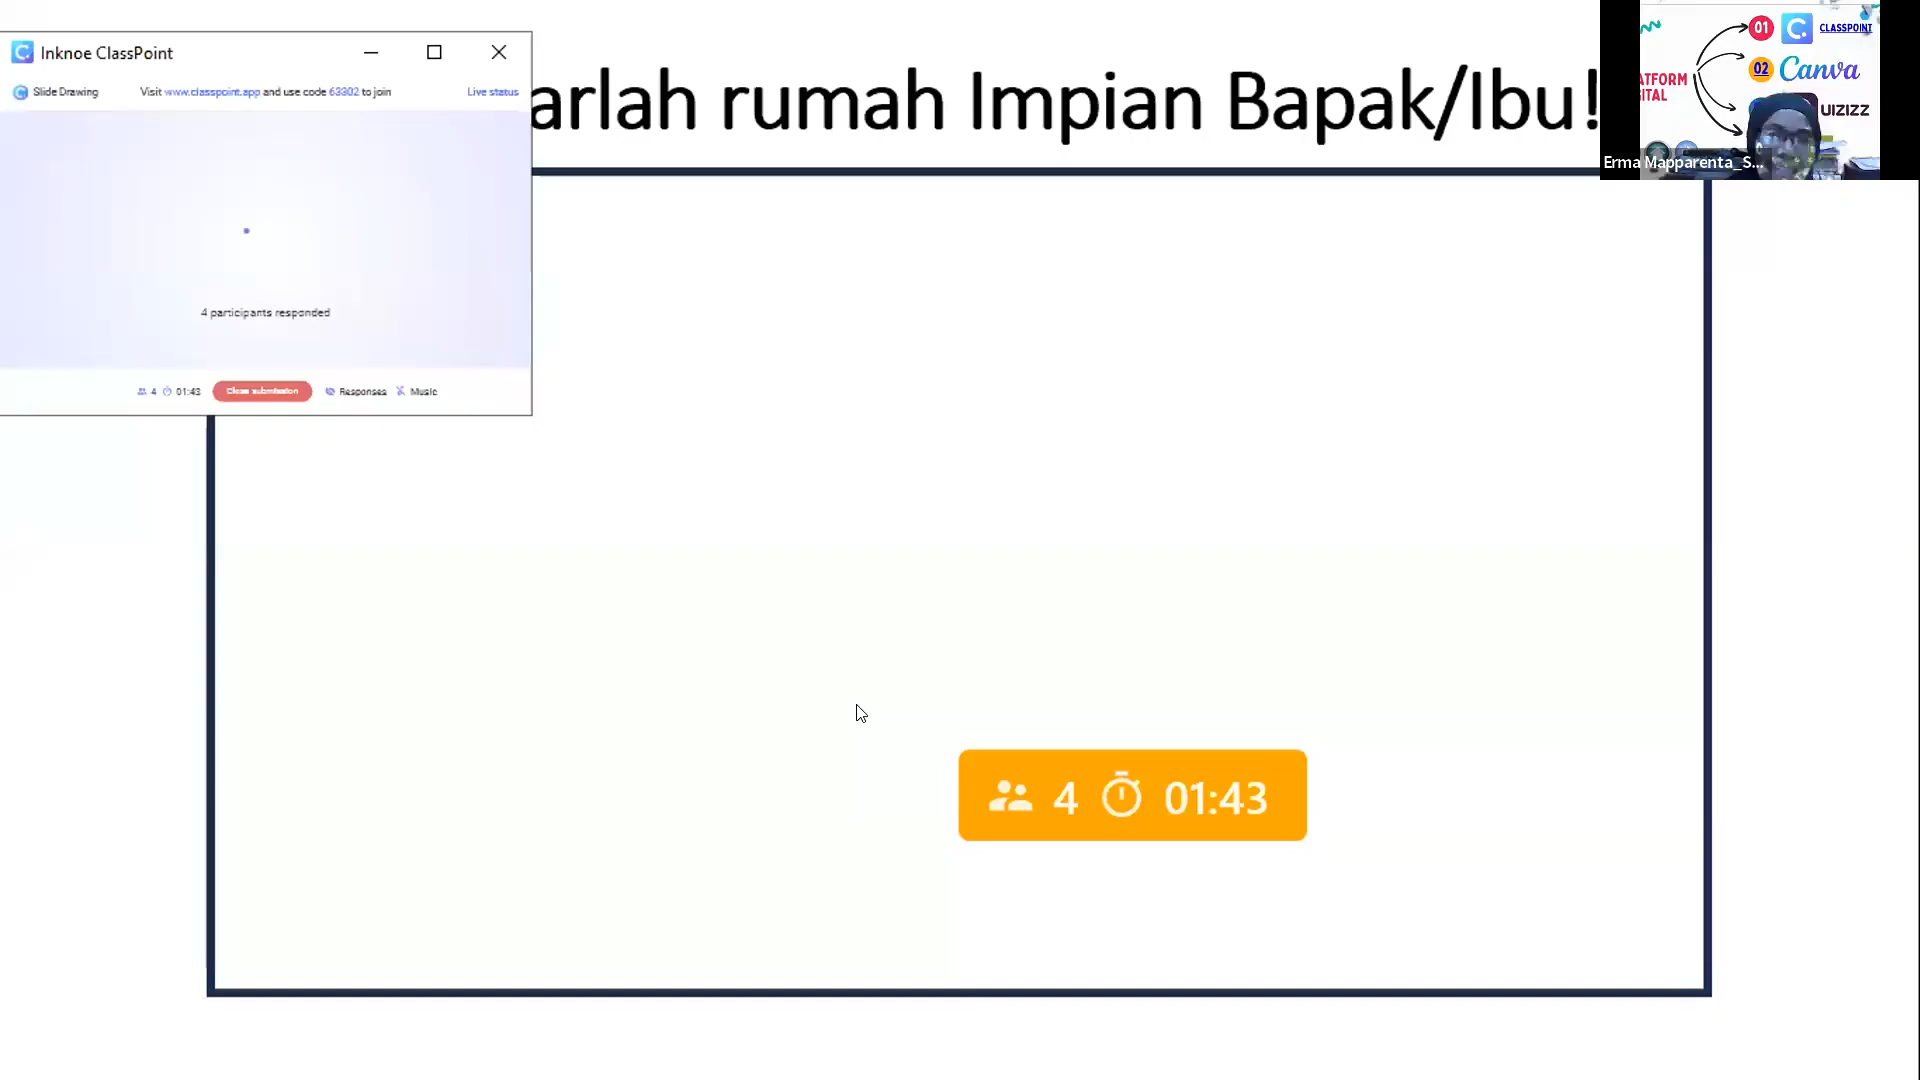 Inknoe ClassPoint
Slide Drawing
Visit www.classpoint.app and use code 63302 to join
Live status
4 participants responded
4 01:43 Close submission Responses Music
arlah rumah Impian Bapak/Ibu!
01 CLASSPOINT
02 Canva
ATFORM
ITAL
UIZIZZ
Erma Mapparenta_S...
4 01:43